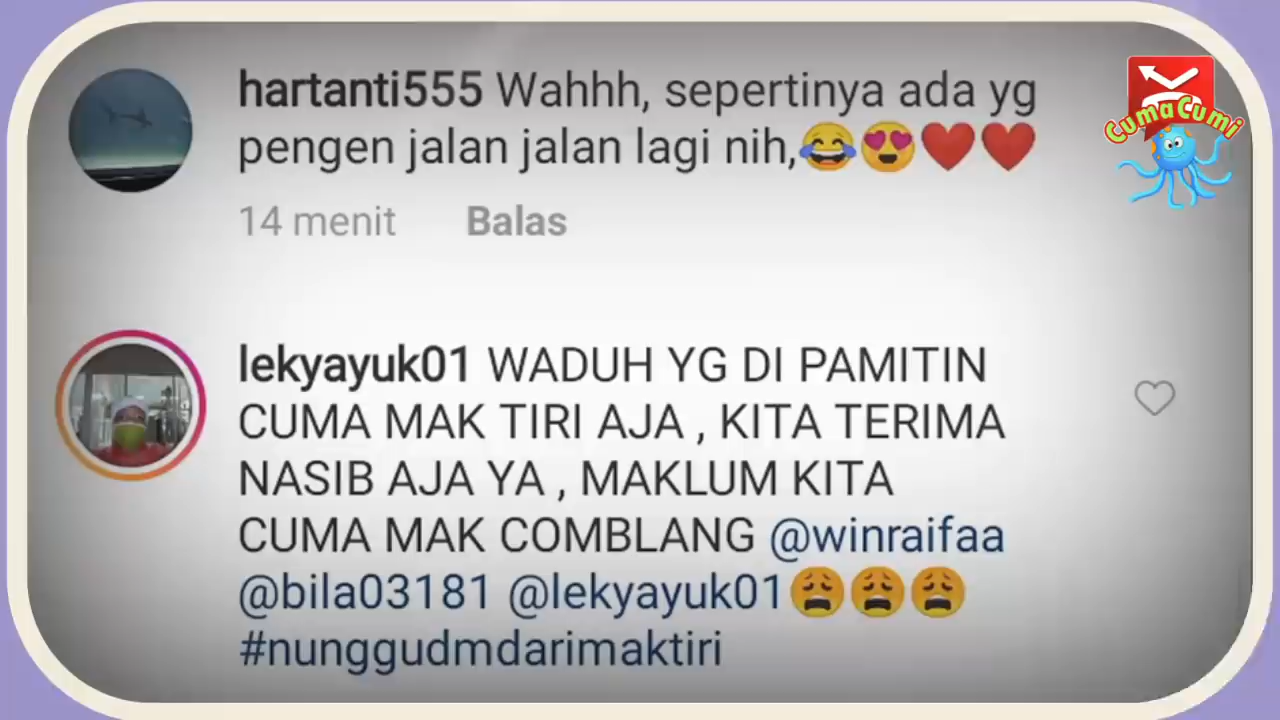 hartanti555 Wahhh, sepertinya ada yg
pengen jalan jalan lagi nih,😂😍❤️❤️
14 menit Balas
lekyayuk01 WADUH YG DI PAMITIN
CUMA MAK TIRI AJA , KITA TERIMA
NASIB AJA YA , MAKLUM KITA
CUMA MAK COMBLANG @winraifaa
@bila03181 @lekyayuk01😩😩😩
#nunggudmdarimaktiri
CumaCumi